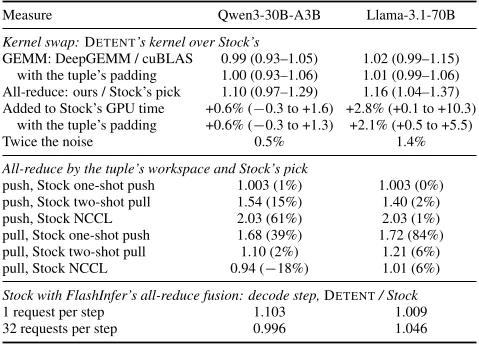 Measure Qwen3-30B-A3B Llama-3.1-70B
Kernel swap: DETENT's kernel over Stock's
GEMM: DeepGEMM / cuBLAS 0.99 (0.93–1.05) 1.02 (0.99–1.15)
with the tuple's padding 1.00 (0.93–1.06) 1.01 (0.99–1.06)
All-reduce: ours / Stock's pick 1.10 (0.97–1.29) 1.16 (1.04–1.37)
Added to Stock's GPU time +0.6% (−0.3 to +1.6) +2.8% (+0.1 to +10.3)
with the tuple's padding +0.6% (−0.3 to +1.3) +2.1% (+0.5 to +5.5)
Twice the noise 0.5% 1.4%
All-reduce by the tuple's workspace and Stock's pick
push, Stock one-shot push 1.003 (1%) 1.003 (0%)
push, Stock two-shot pull 1.54 (15%) 1.40 (2%)
push, Stock NCCL 2.03 (61%) 2.03 (1%)
pull, Stock one-shot push 1.68 (39%) 1.72 (84%)
pull, Stock two-shot pull 1.10 (2%) 1.21 (6%)
pull, Stock NCCL 0.94 (−18%) 1.01 (6%)
Stock with FlashInfer's all-reduce fusion: decode step, DETENT / Stock
1 request per step 1.103 1.009
32 requests per step 0.996 1.046